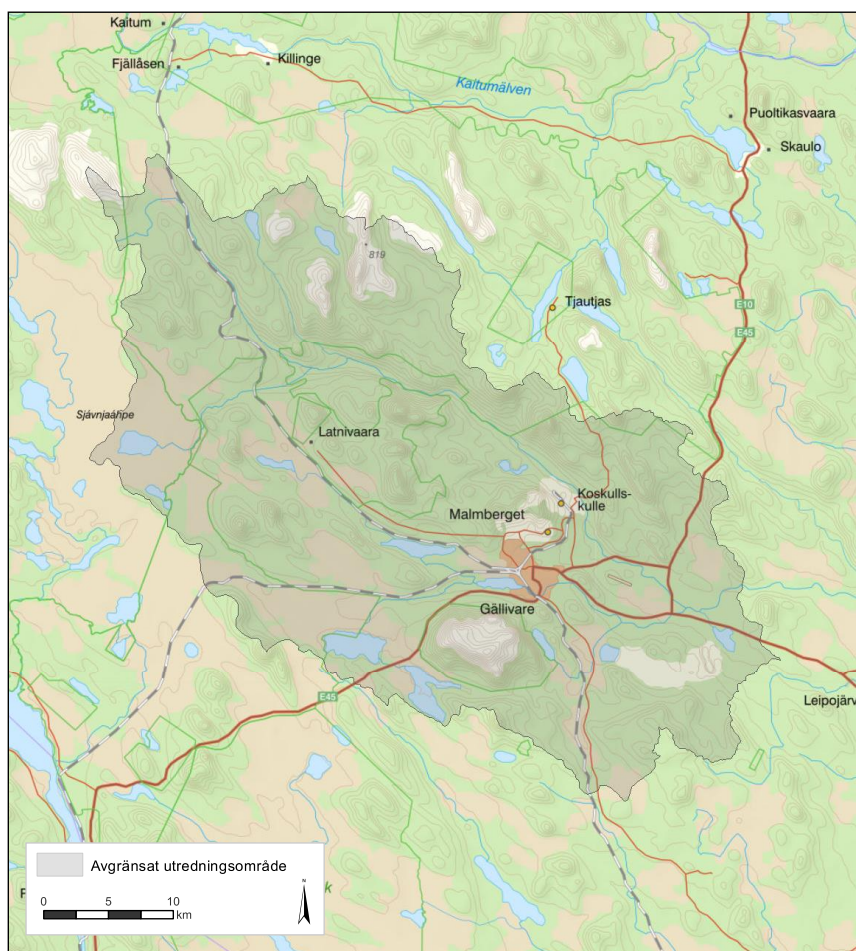 Kaitum
Fjällåsen
Killinge
Kaitumälven
Puoltikasvaara
Skaulo
819
Tjautjas
E10
E45
Sjávnjaáhpe
Latnivaara
Koskulls-
kulle
Malmberget
Gällivare
E45
Leipojärv
Avgränsat utredningsområde
0 5 10
km
N